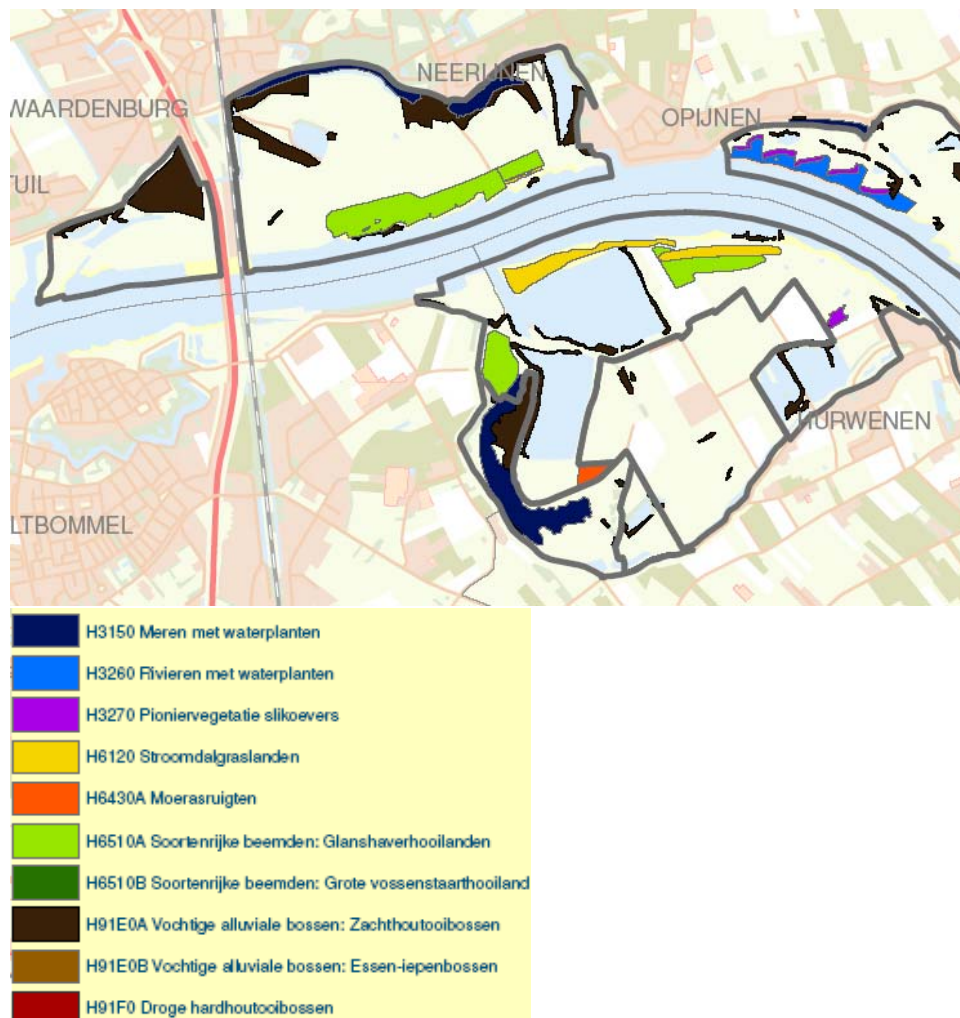 NEERIJNEN
WAARDENBURG
OPIJNEN
TUIL
HURWENEN
LTBOMMEL
H3150 Meren met waterplanten
H3260 Rivieren met waterplanten
H3270 Pioniervegetatie slikoevers
H6120 Stroomdalgraslanden
H6430A Moerasruigten
H6510A Soortenrijke beemden: Glanshaverhooilanden
H6510B Soortenrijke beemden: Grote vossenstaarthooiland
H91E0A Vochtige alluviale bossen: Zachthoutooibossen
H91E0B Vochtige alluviale bossen: Essen-iepenbossen
H91F0 Droge hardhoutooibossen